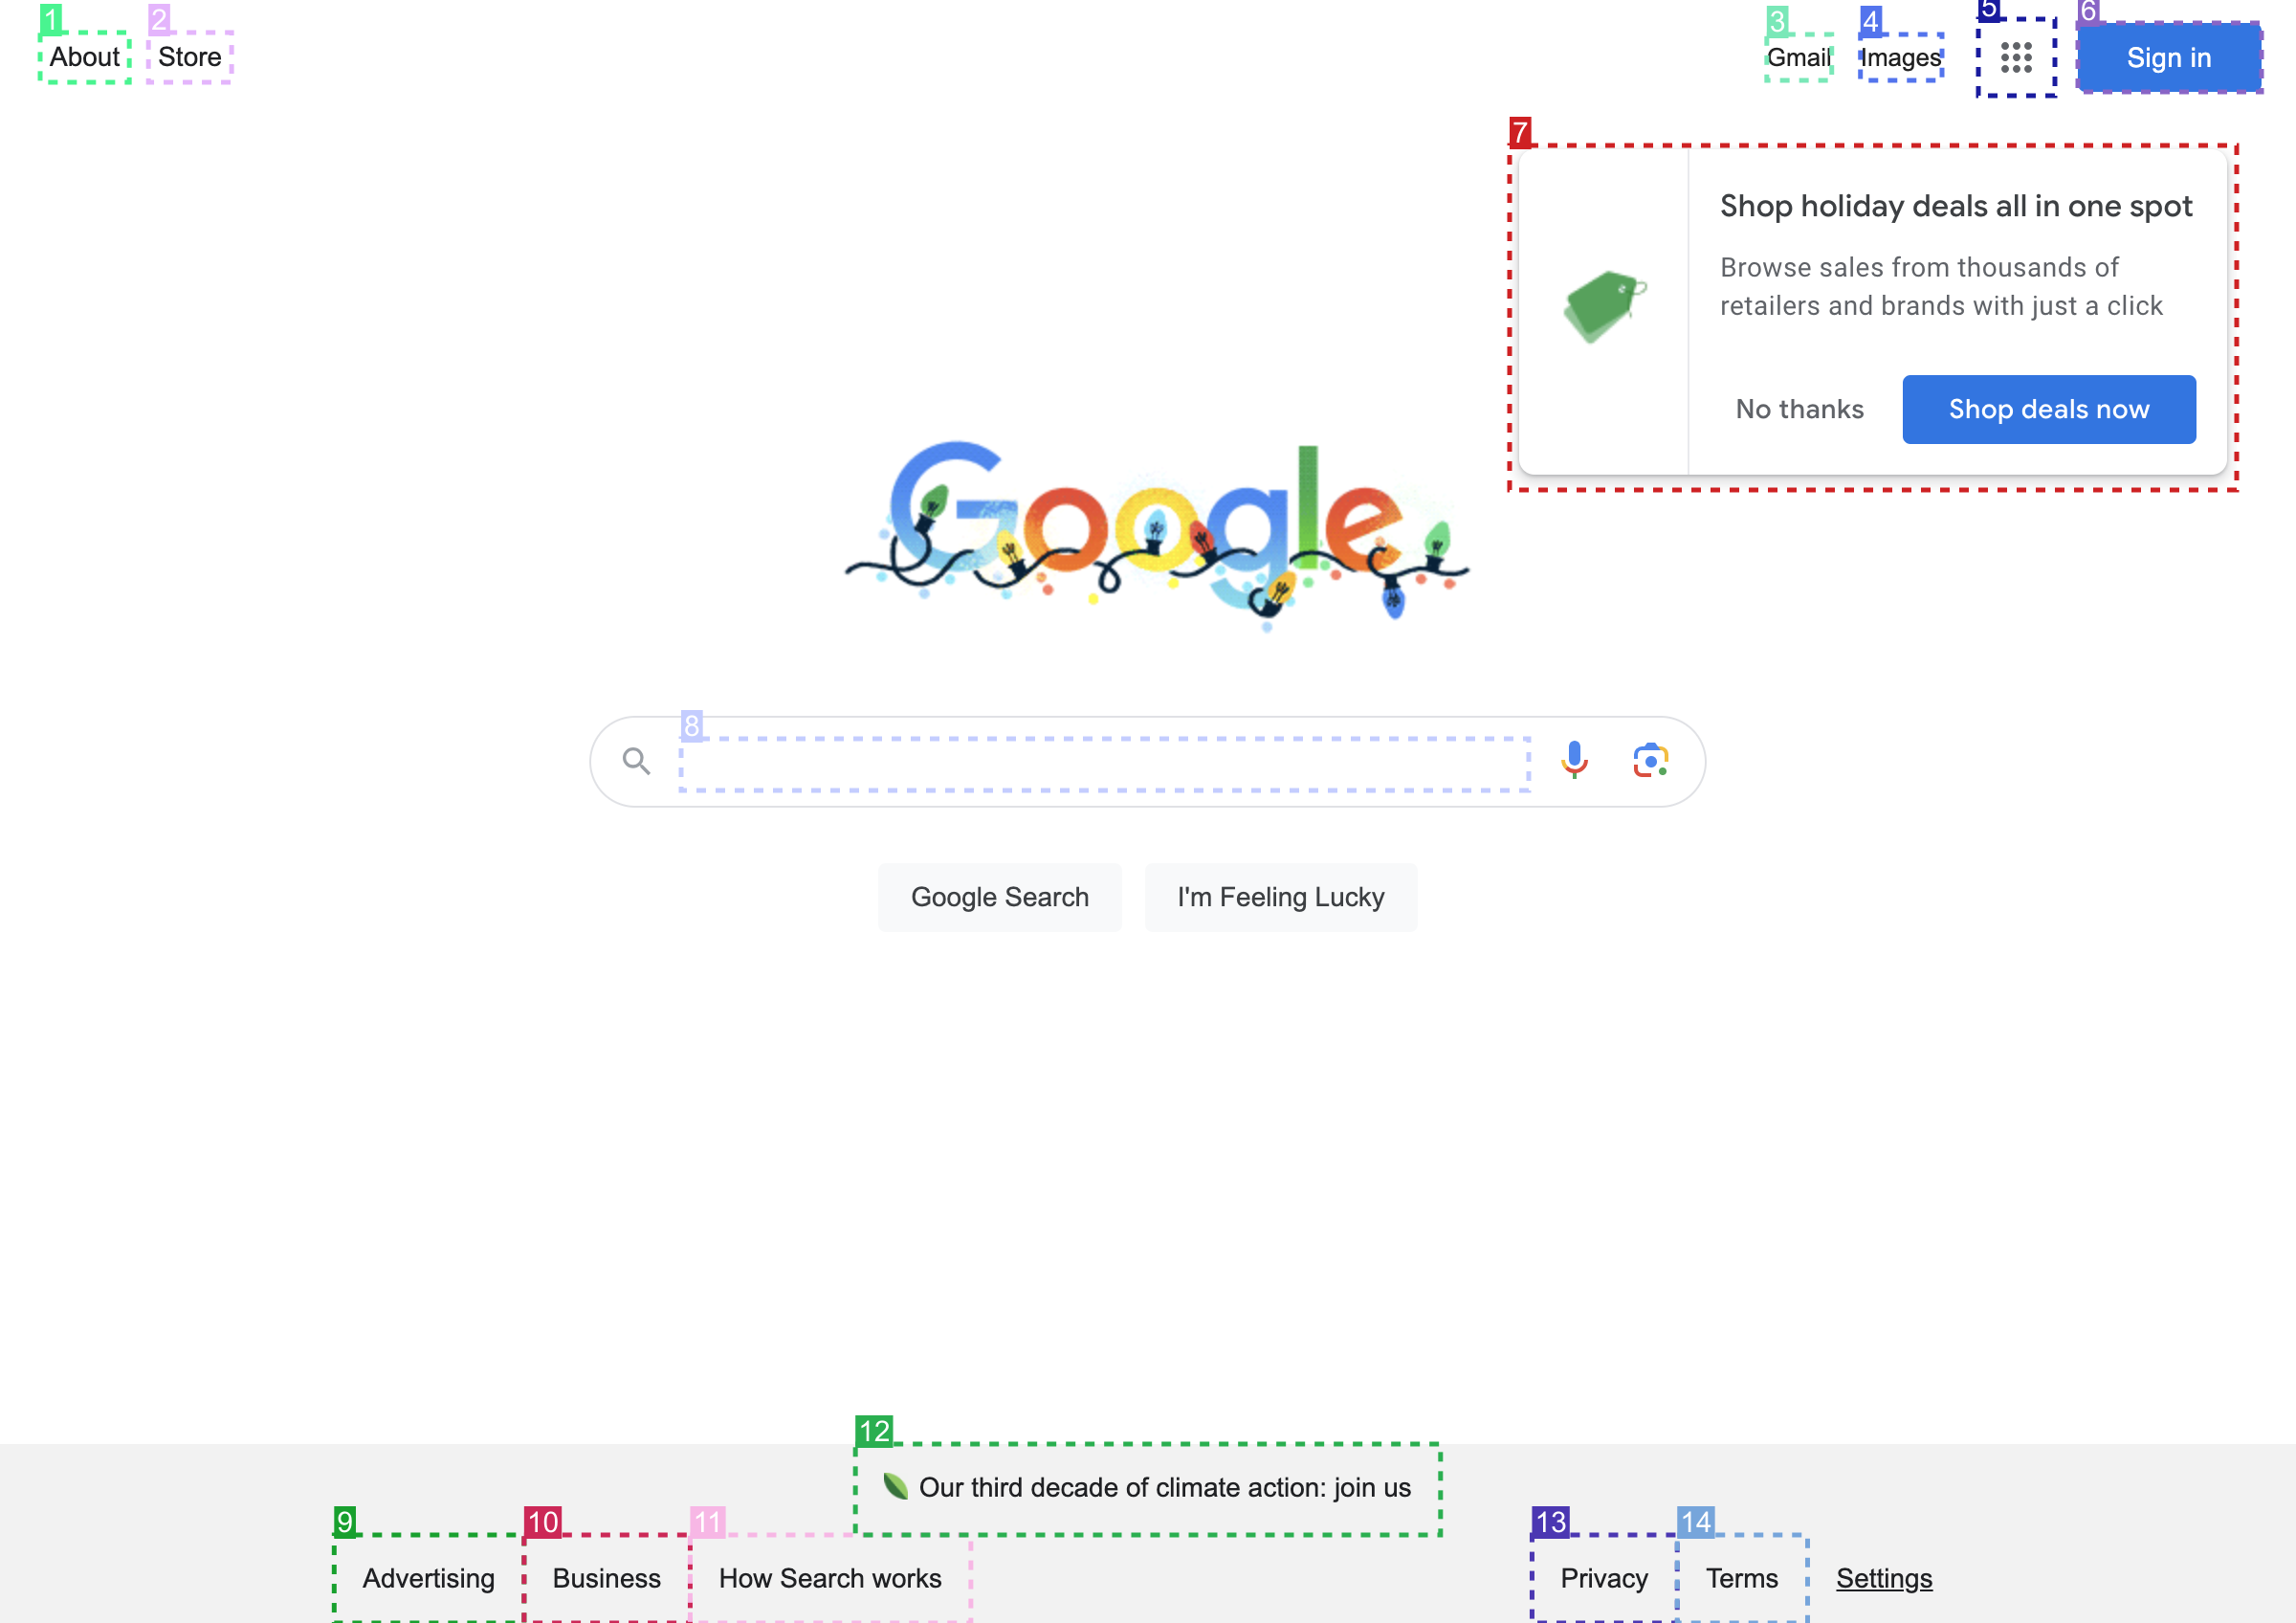 1
About
2
Store
3
Gmail
4
Images
5
6
Sign in
7
Shop holiday deals all in one spot
Browse sales from thousands of
retailers and brands with just a click
No thanks
Shop deals now
Google
8
Google Search
I'm Feeling Lucky
12
Our third decade of climate action: join us
9
Advertising
10
Business
11
How Search works
13
Privacy
14
Terms
Settings